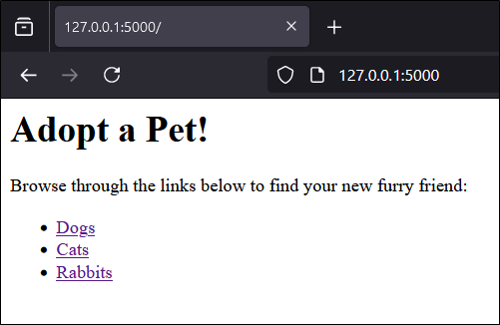 127.0.0.1:5000/
127.0.0.1:5000
Adopt a Pet!
Browse through the links below to find your new furry friend:
Dogs
Cats
Rabbits